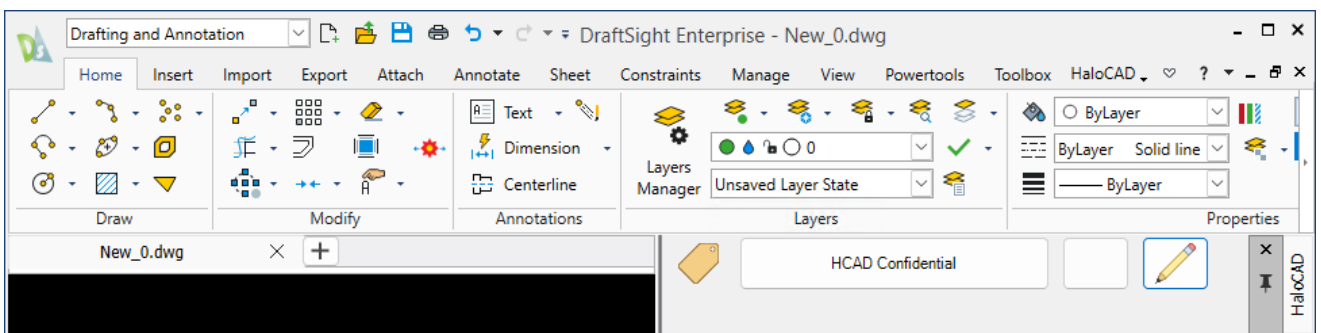 DS
Drafting and Annotation
DraftSight Enterprise - New_0.dwg
Home Insert Import Export Attach Annotate Sheet Constraints Manage View Powertools Toolbox HaloCAD ?
Text
Dimension
Centerline
Layers
Manager
0
Unsaved Layer State
ByLayer
ByLayer Solid line
ByLayer
Draw Modify Annotations Layers Properties
New_0.dwg
HCAD Confidential
HaloCAD